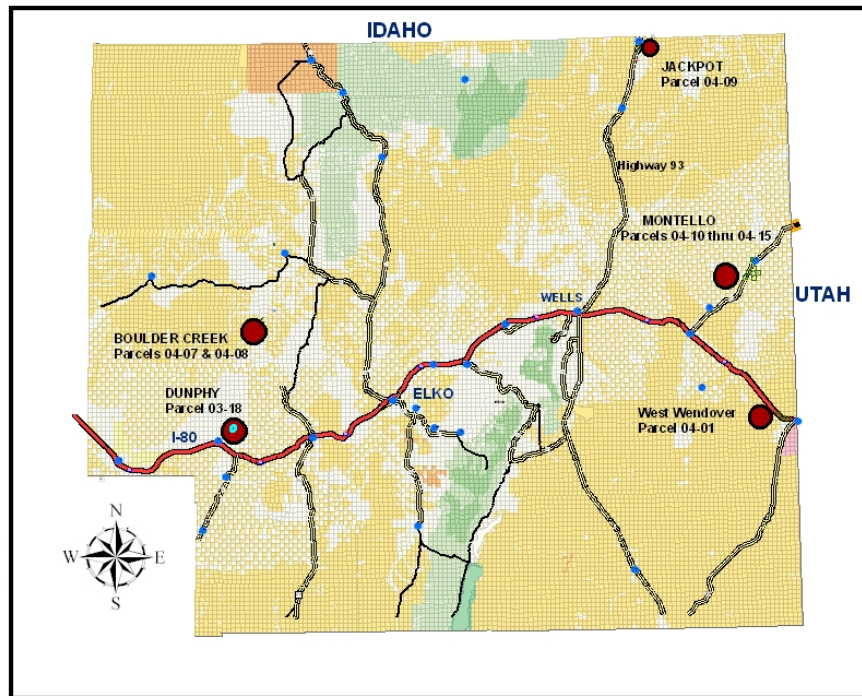 IDAHO
JACKPOT
Parcel 04-09
Highway 93
MONTELLO
Parcels 04-10 thru 04-15
UTAH
WELLS
BOULDER CREEK
Parcels 04-07 & 04-08
DUNPHY
Parcel 03-18
ELKO
West Wendover
Parcel 04-01
I-80
N
W
E
S